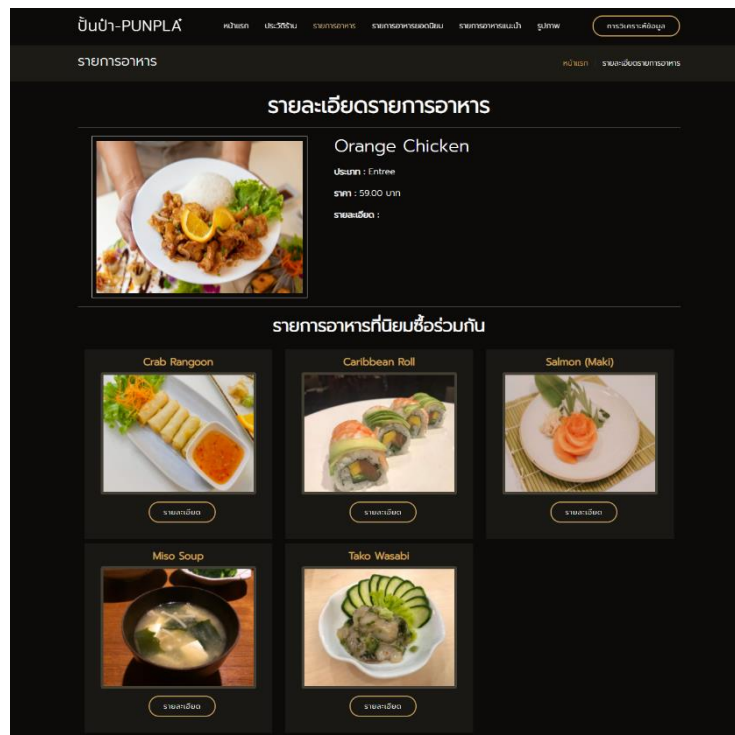 ปั้นป้า-PUNPLA
หน้าแรก ประวัติร้าน รายการอาหาร รายการอาหารยอดนิยม รายการอาหารแนะนำ รูปภาพ การวิเคราะห์ข้อมูล
รายการอาหาร
หน้าแรก รายละเอียดรายการอาหาร
รายละเอียดรายการอาหาร
Orange Chicken
ประเภท : Entree
ราคา : 59.00 บาท
รายละเอียด :
รายการอาหารที่นิยมซื้อร่วมกัน
Crab Rangoon Caribbean Roll Salmon (Maki)
รายละเอียด รายละเอียด รายละเอียด
Miso Soup Tako Wasabi
รายละเอียด รายละเอียด